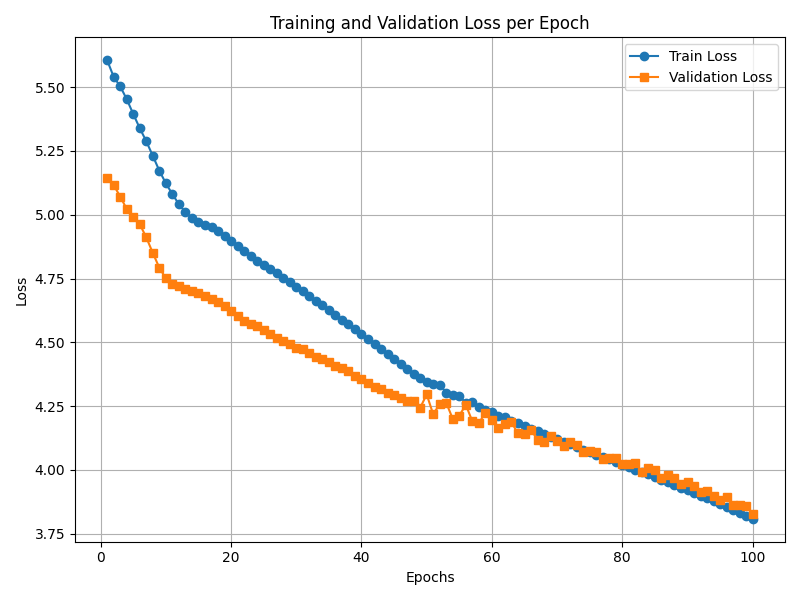 Training and Validation Loss per Epoch
Train Loss
Validation Loss
5.50
5.25
5.00
4.75
4.50
4.25
4.00
3.75
Loss
0 20 40 60 80 100
Epochs